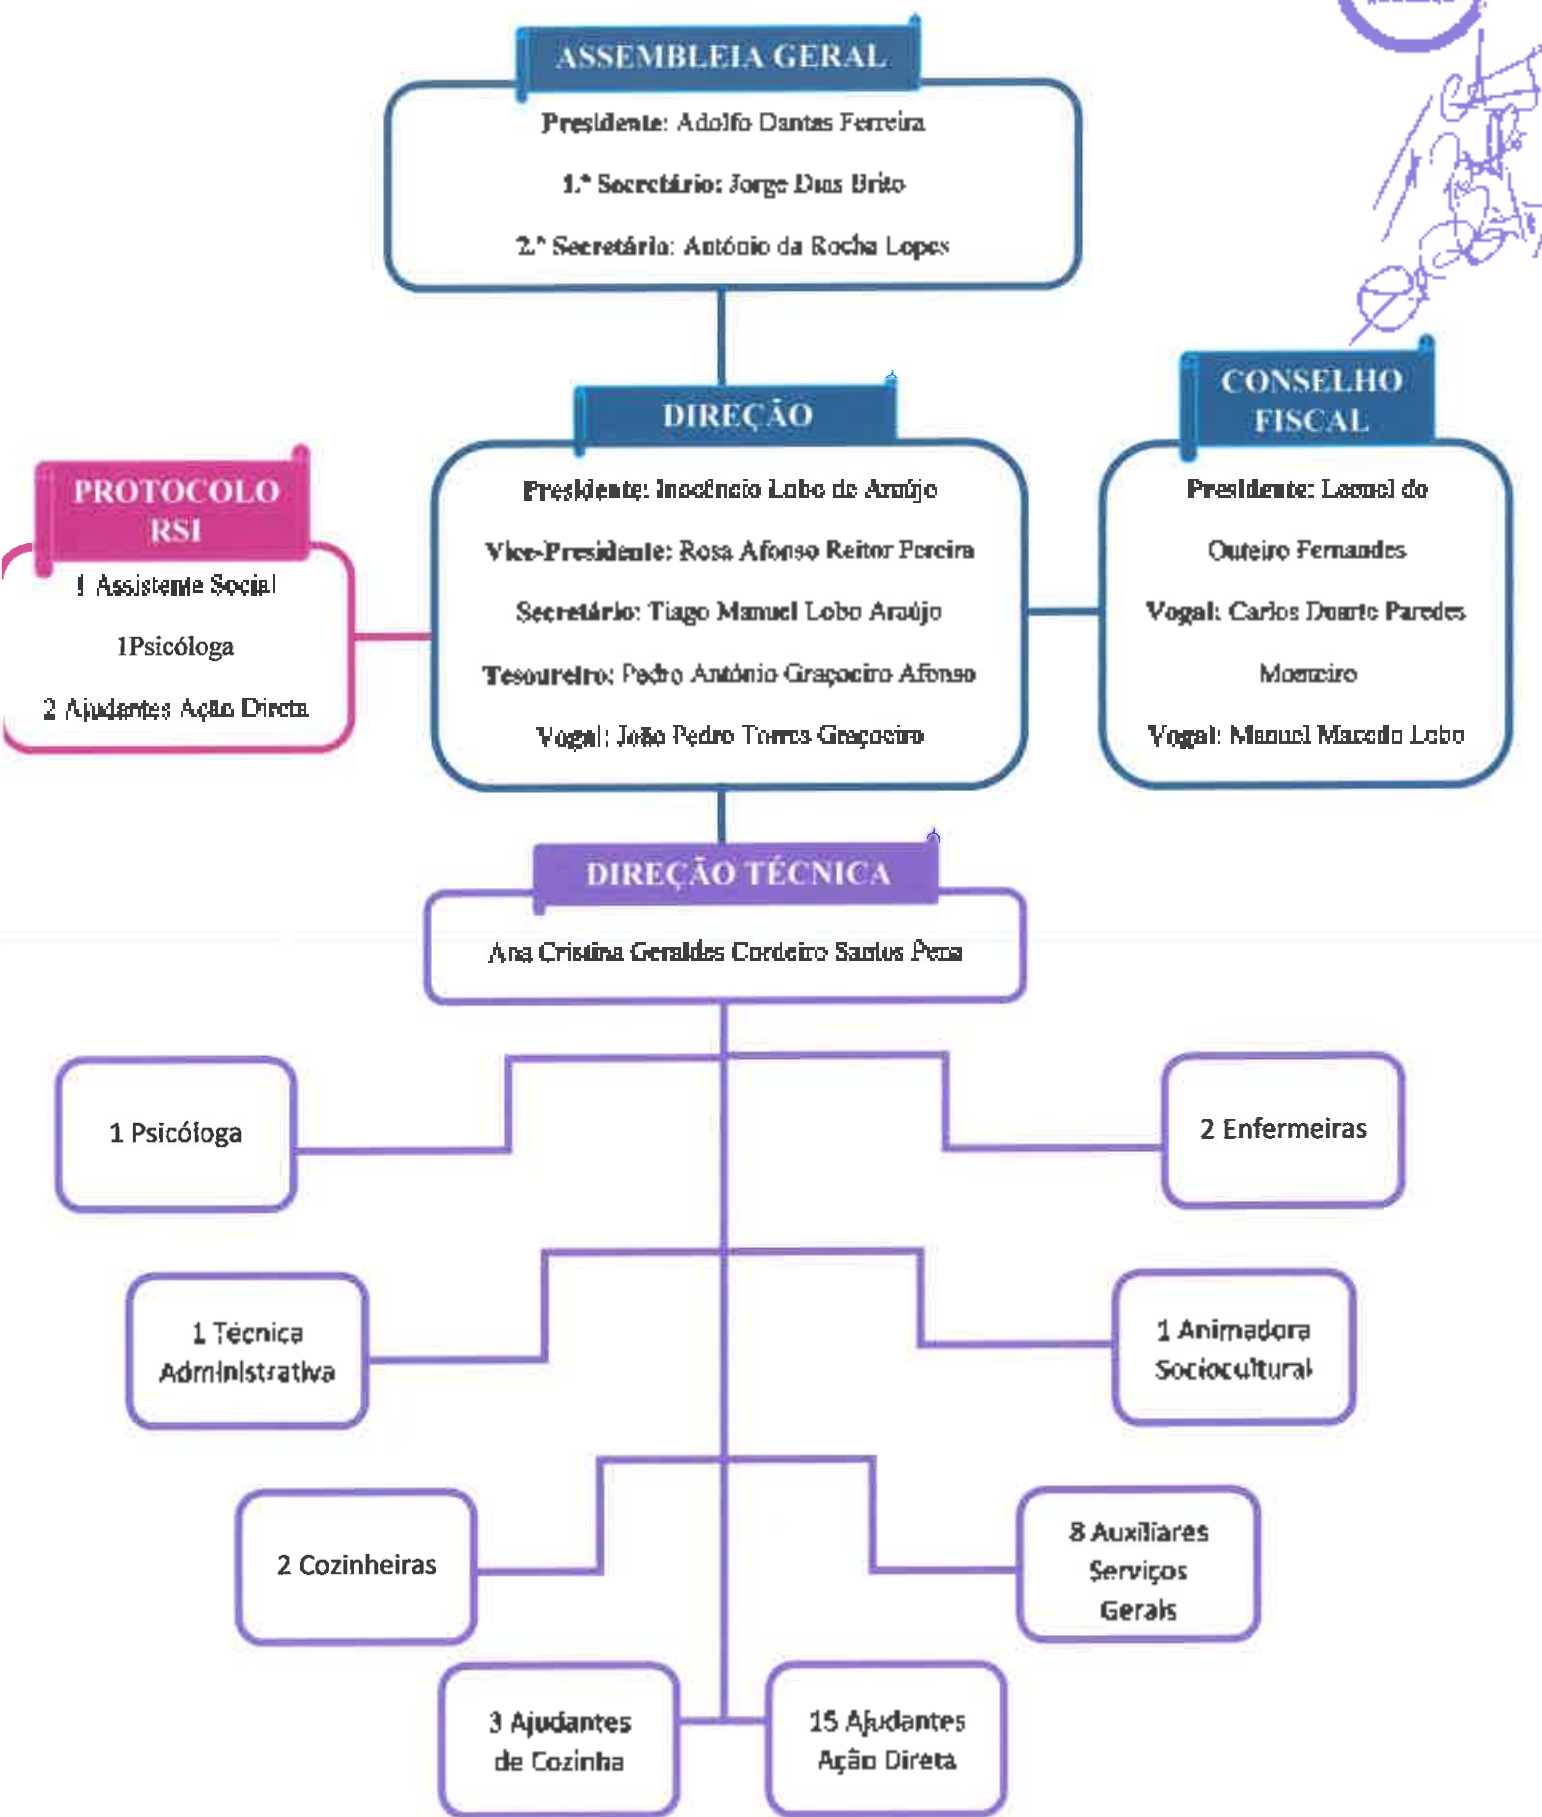 ASSEMBLEIA GERAL
Presidente: Adolfo Dantas Ferreira
1.º Secretário: Jorge Dias Brito
2.º Secretário: António da Rocha Lopes
DIREÇÃO
Presidente: Inocêncio Lobo de Araújo
Vice-Presidente: Rosa Afonso Reitor Pereira
Secretário: Tiago Manuel Lobo Araújo
Tesoureiro: Pedro António Graçoeiro Afonso
Vogal: João Pedro Torres Graçoeiro
CONSELHO
FISCAL
Presidente: Leonel do
Outeiro Fernandes
Vogal: Carlos Duarte Paredes
Monteiro
Vogal: Manuel Macedo Lobo
PROTOCOLO
RSI
1 Assistente Social
1Psicóloga
2 Ajudantes Ação Direta
DIREÇÃO TÉCNICA
Ana Cristina Geraldes Cordeiro Santos Pena
1 Psicóloga
2 Enfermeiras
1 Técnica
Administrativa
1 Animadora
Sociocultural
2 Cozinheiras
8 Auxiliares
Serviços
Gerais
3 Ajudantes
de Cozinha
15 Ajudantes
Ação Direta